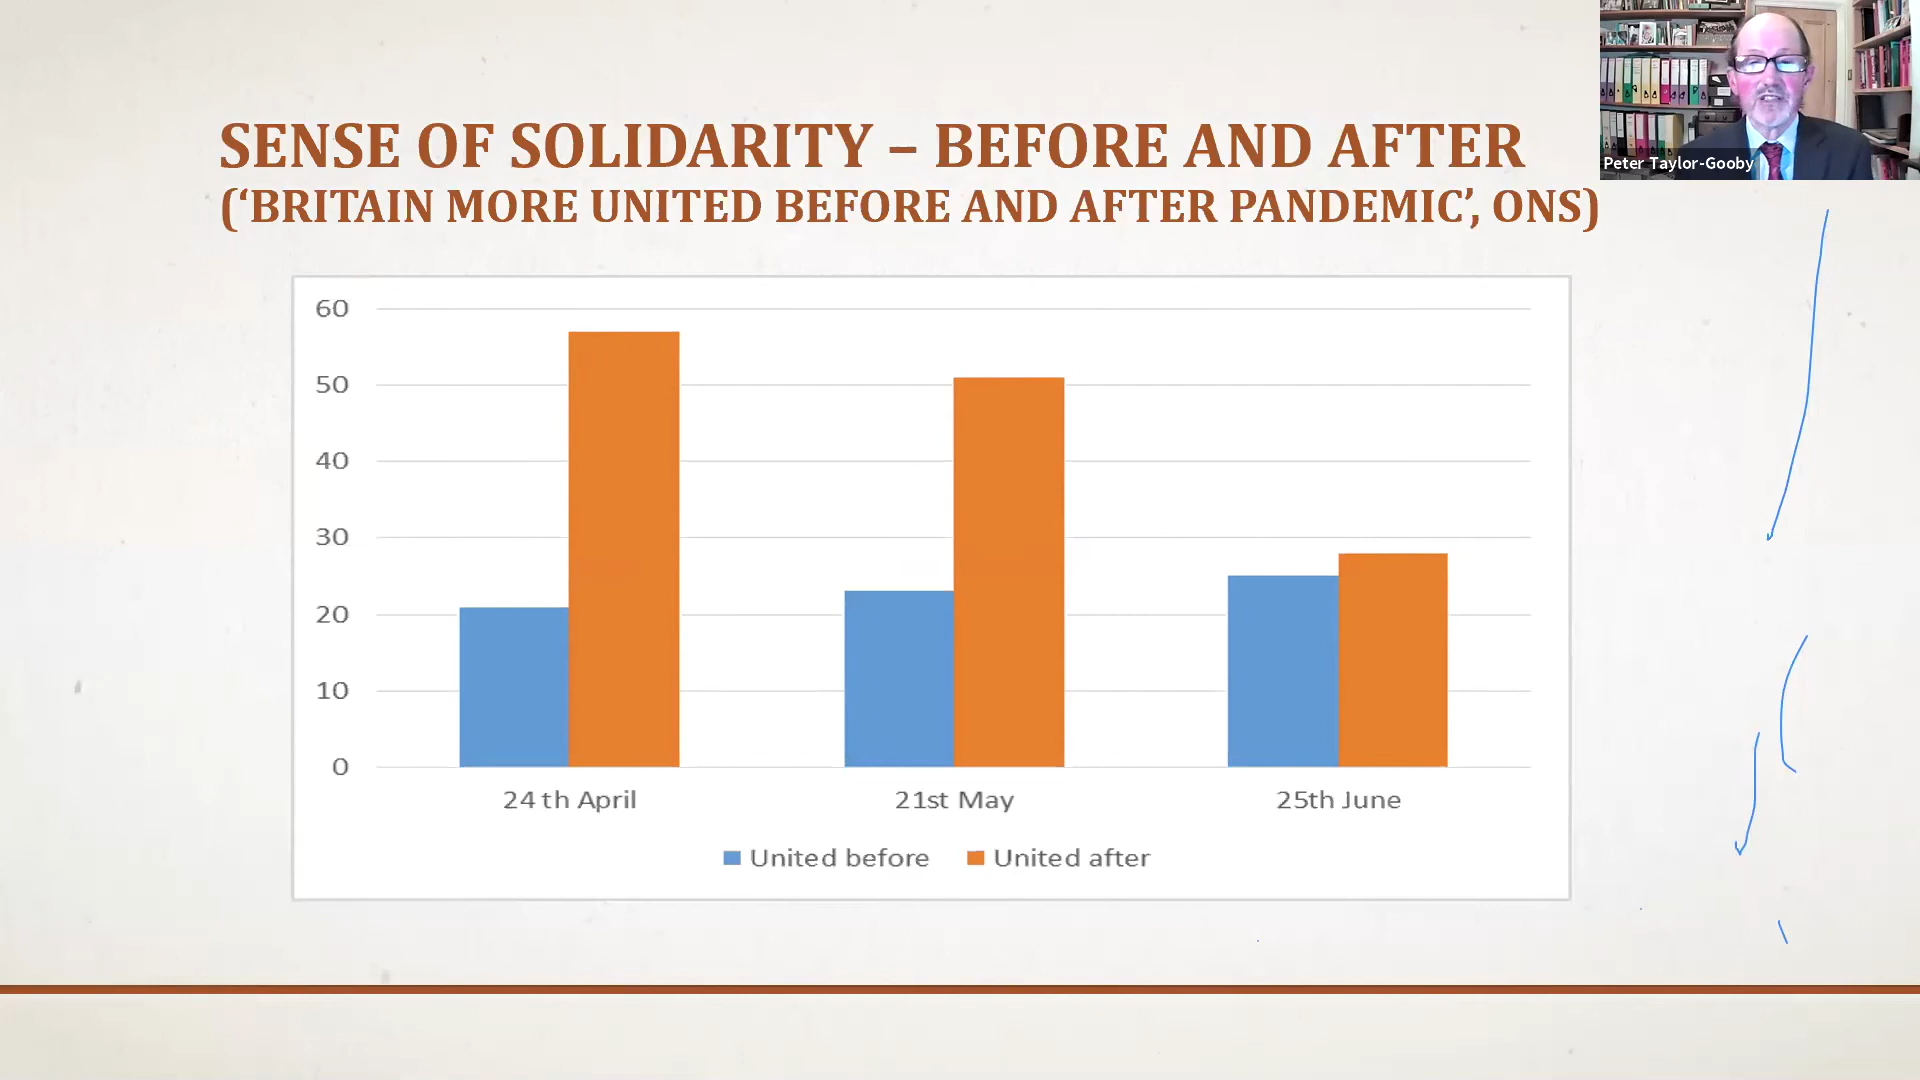 SENSE OF SOLIDARITY – BEFORE AND AFTER
(‘BRITAIN MORE UNITED BEFORE AND AFTER PANDEMIC’, ONS)
Peter Taylor-Gooby
60
50
40
30
20
10
0
24 th April
21st May
25th June
United before
United after